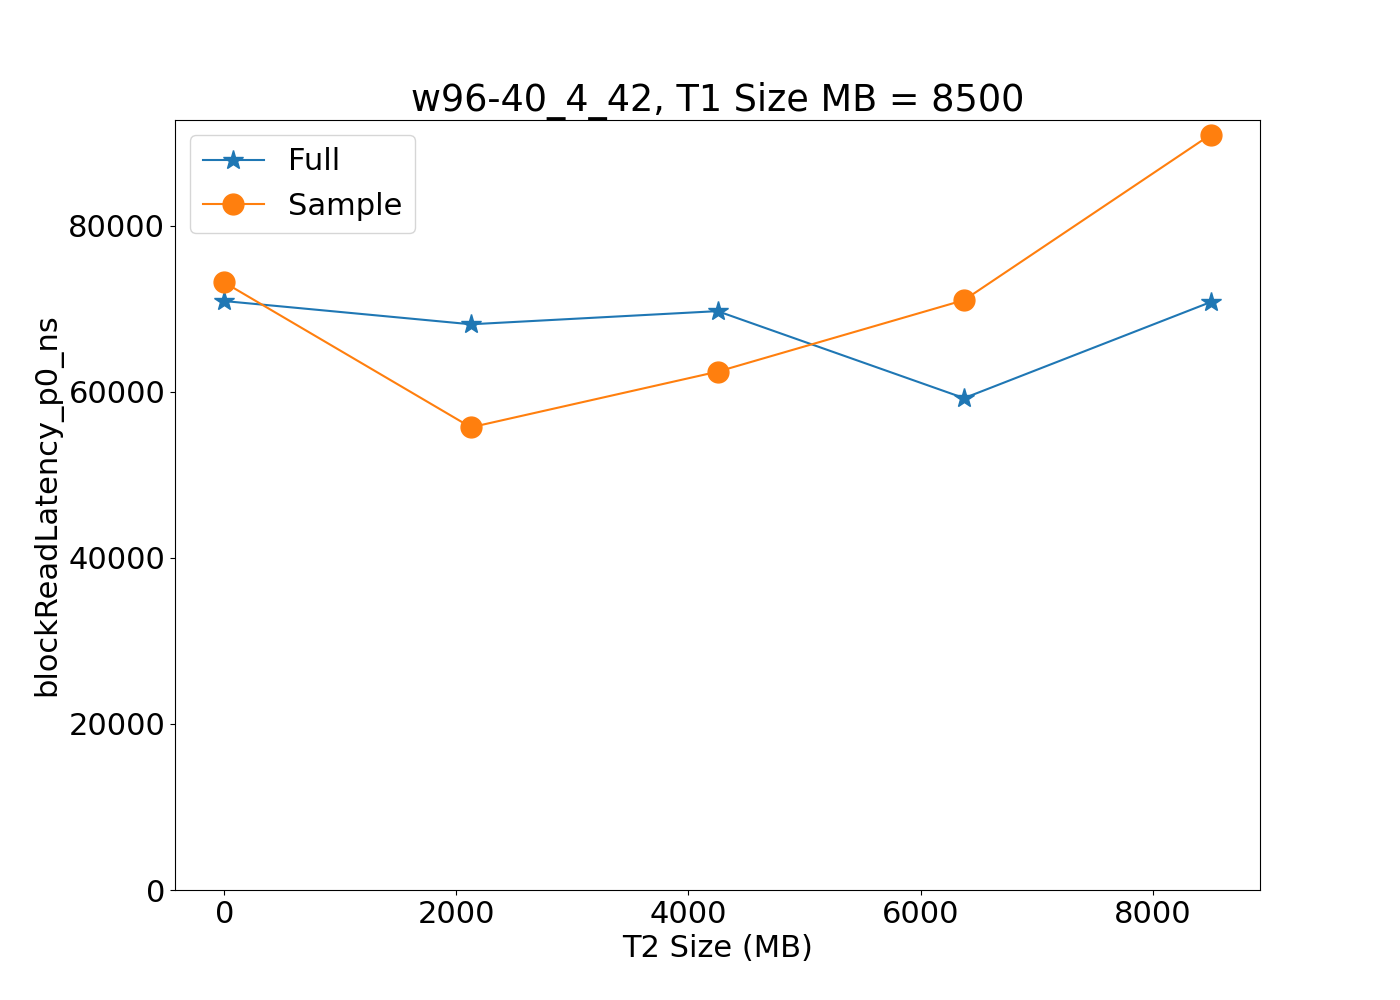 w96-40_4_42, T1 Size MB = 8500
Full
Sample
blockReadLatency_p0_ns
80000
60000
40000
20000
0
0 2000 4000 6000 8000
T2 Size (MB)